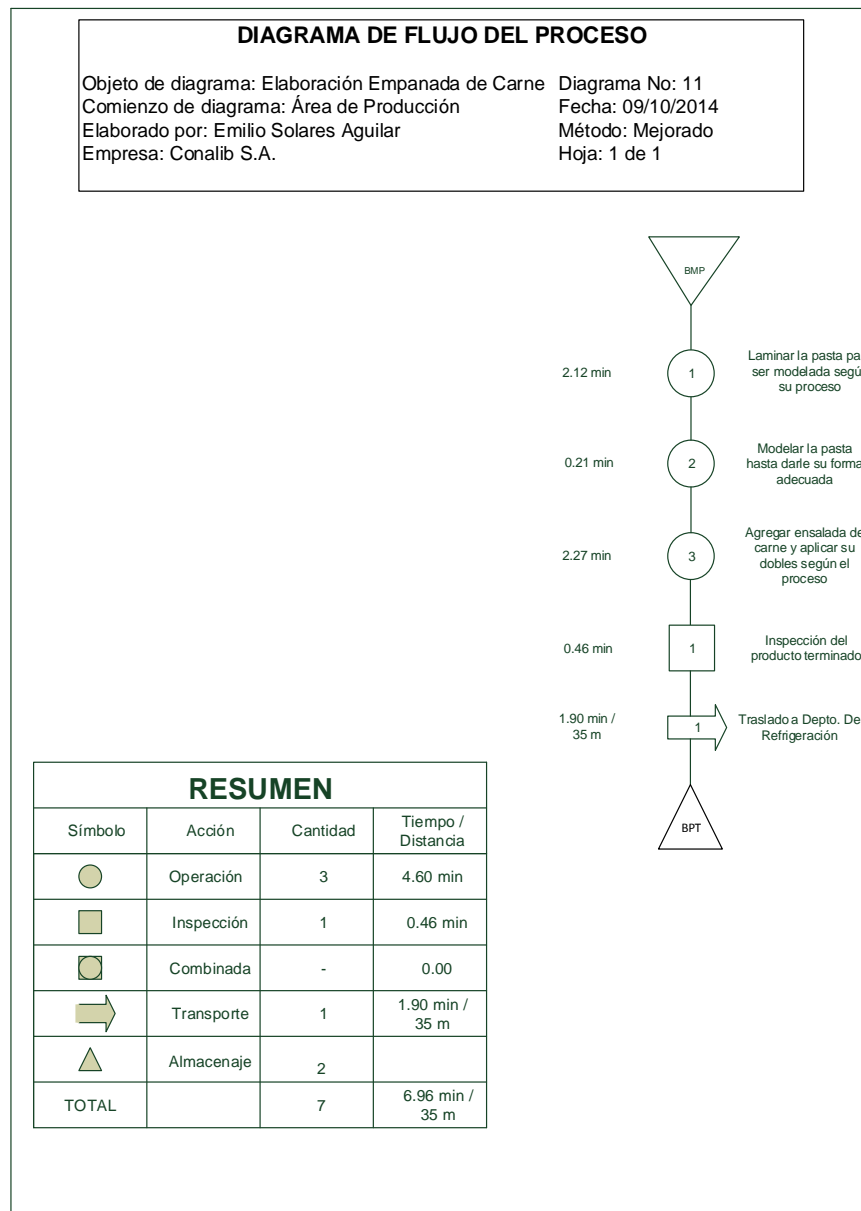 DIAGRAMA DE FLUJO DEL PROCESO
Objeto de diagrama: Elaboración Empanada de Carne Diagrama No: 11
Comienzo de diagrama: Área de Producción Fecha: 09/10/2014
Elaborado por: Emilio Solares Aguilar Método: Mejorado
Empresa: Conalib S.A. Hoja: 1 de 1
BMP
2.12 min
1
Laminar la pasta pa
ser modelada segú
su proceso
0.21 min
2
Modelar la pasta
hasta darle su forma
adecuada
2.27 min
3
Agregar ensalada de
carne y aplicar su
dobles según el
proceso
0.46 min
1
Inspección del
producto terminado
1.90 min /
35 m
1
Traslado a Depto. De
Refrigeración
BPT
RESUMEN
Símbolo Acción Cantidad Tiempo /
Distancia
Operación 3 4.60 min
Inspección 1 0.46 min
Combinada - 0.00
Transporte 1 1.90 min /
35 m
Almacenaje 2
TOTAL 7 6.96 min /
35 m